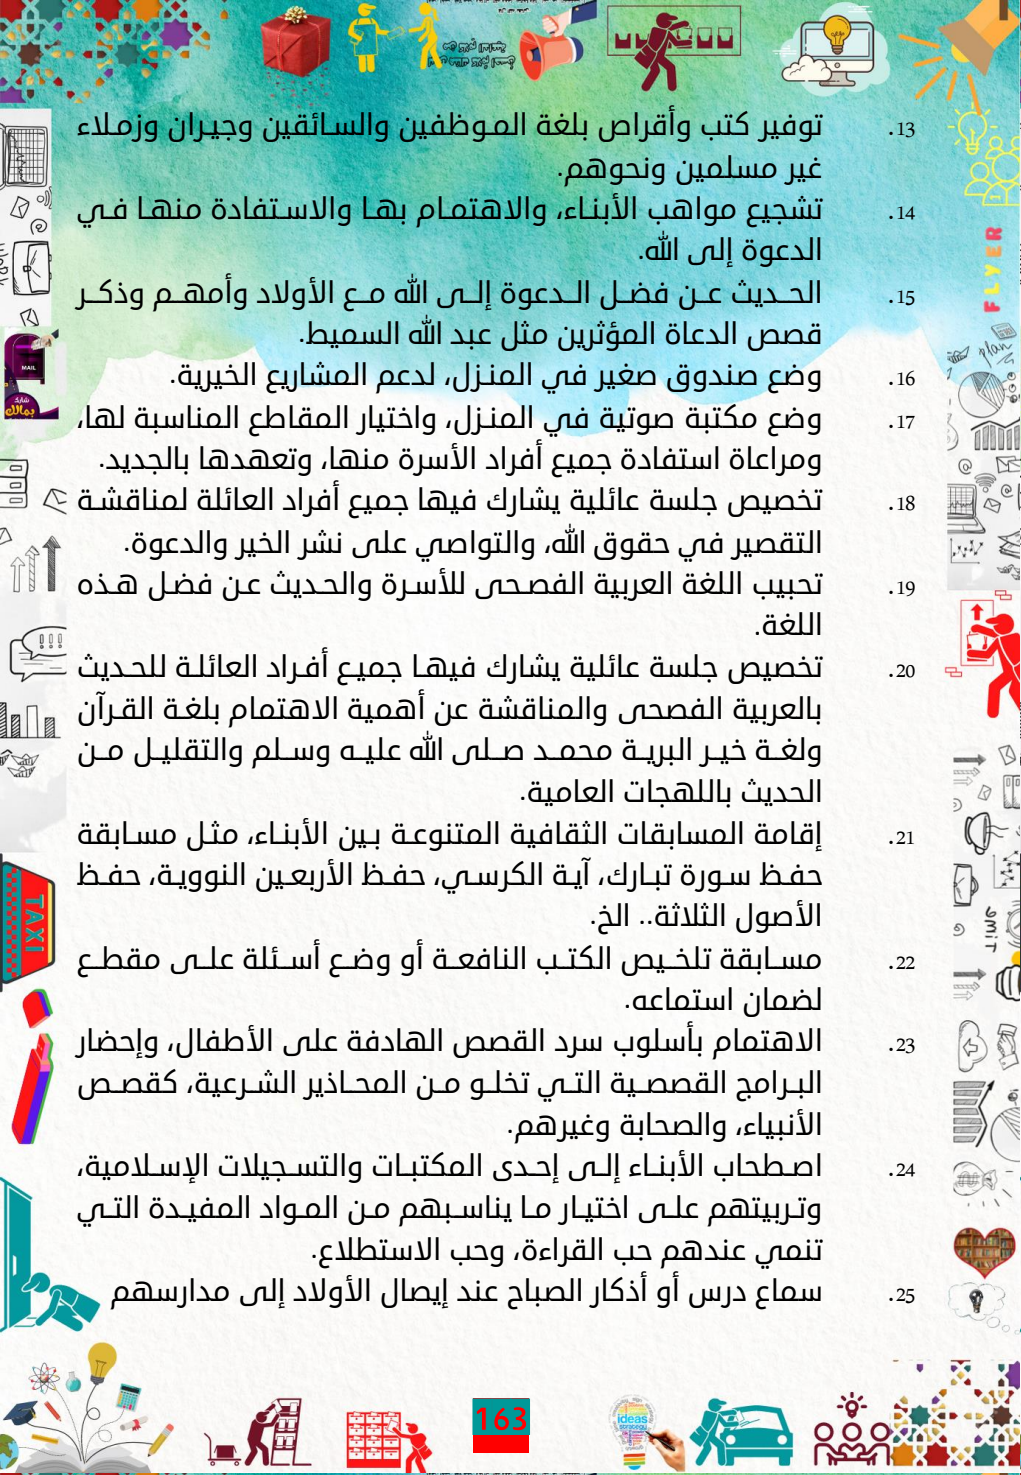 13. توفير كتب وأقراص بلغة الموظفين والسائقين وجيران وزملاء
غير مسلمين ونحوهم.
14. تشجيع مواهب الأبناء، والاهتمام بها والاستفادة منها في
الدعوة إلى الله.
15. الحديث عن فضل الدعوة إلى الله مع الأولاد وأمهم وذكر
قصص الدعاة المؤثرين مثل عبد الله السميط.
16. وضع صندوق صغير في المنزل، لدعم المشاريع الخيرية.
17. وضع مكتبة صوتية في المنزل، واختيار المقاطع المناسبة لها،
ومراعاة استفادة جميع أفراد الأسرة منها، وتعهدها بالجديد.
18. تخصيص جلسة عائلية يشارك فيها جميع أفراد العائلة لمناقشة
التقصير في حقوق الله، والتواصي على نشر الخير والدعوة.
19. تحبيب اللغة العربية الفصحى للأسرة والحديث عن فضل هذه
اللغة.
20. تخصيص جلسة عائلية يشارك فيها جميع أفراد العائلة للحديث
بالعربية الفصحى والمناقشة عن أهمية الاهتمام بلغة القرآن
ولغة خير البرية محمد صلى الله عليه وسلم والتقليل من
الحديث باللهجات العامية.
21. إقامة المسابقات الثقافية المتنوعة بين الأبناء، مثل مسابقة
حفظ سورة تبارك، آية الكرسي، حفظ الأربعين النووية، حفظ
الأصول الثلاثة.. الخ.
22. مسابقة تلخيص الكتب النافعة أو وضع أسئلة على مقطع
لضمان استماعه.
23. الاهتمام بأسلوب سرد القصص الهادفة على الأطفال، وإحضار
البرامج القصصية التي تخلو من المحاذير الشرعية، كقصص
الأنبياء، والصحابة وغيرهم.
24. اصطحاب الأبناء إلى إحدى المكتبات والتسجيلات الإسلامية،
وتربيتهم على اختيار ما يناسبهم من المواد المفيدة التي
تنمي عندهم حب القراءة، وحب الاستطلاع.
25. سماع درس أو أذكار الصباح عند إيصال الأولاد إلى مدارسهم
163
FLYER
plan
MAIL
شارك
بمالك
TAXI
ideas